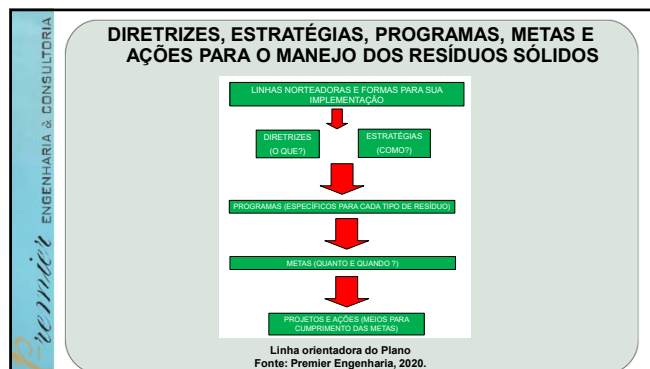 DIRETRIZES, ESTRATÉGIAS, PROGRAMAS, METAS E
AÇÕES PARA O MANEJO DOS RESÍDUOS SÓLIDOS
LINHAS NORTEADORAS E FORMAS PARA SUA
IMPLEMENTAÇÃO
DIRETRIZES
(O QUE?)
ESTRATÉGIAS
(COMO?)
PROGRAMAS (ESPECÍFICOS PARA CADA TIPO DE RESÍDUO)
METAS (QUANTO E QUANDO ?)
PROJETOS E AÇÕES (MEIOS PARA
CUMPRIMENTO DAS METAS)
Linha orientadora do Plano
Fonte: Premier Engenharia, 2020.
Premier ENGENHARIA & CONSULTORIA